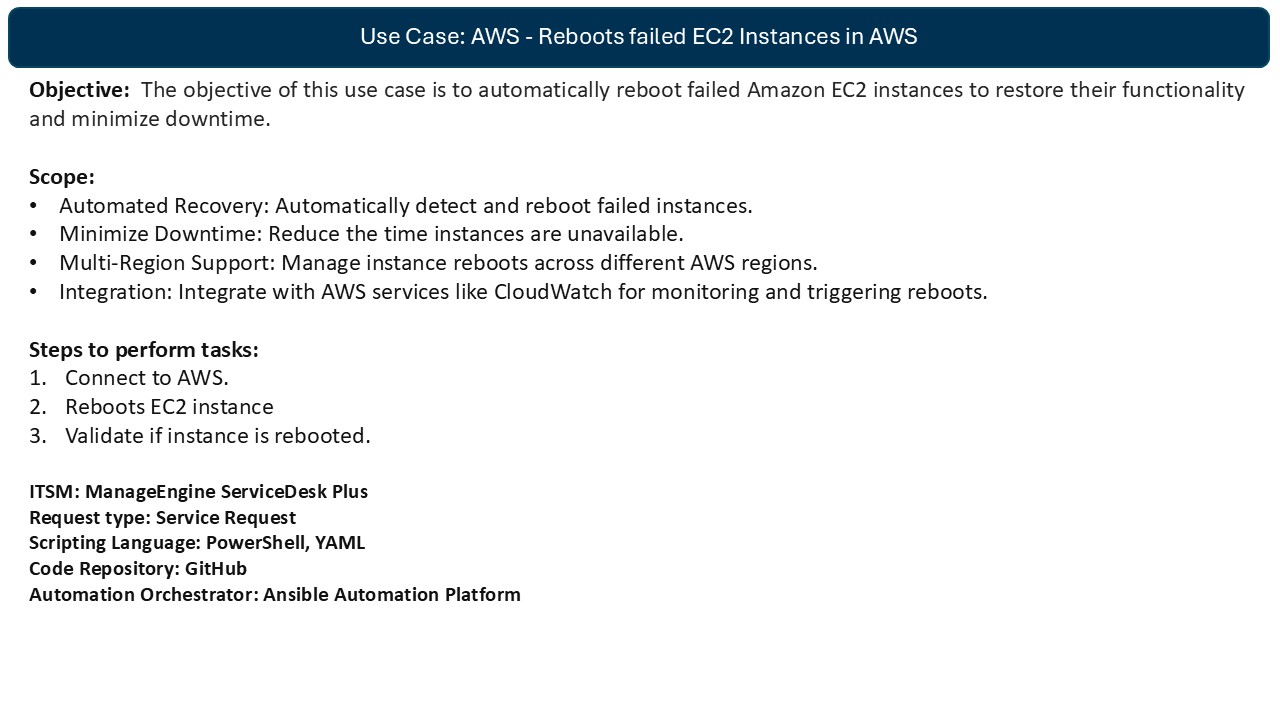 Use Case: AWS - Reboots failed EC2 Instances in AWS
Objective:  The objective of this use case is to automatically reboot failed Amazon EC2 instances to restore their functionality
and minimize downtime.
Scope:
• Automated Recovery: Automatically detect and reboot failed instances.
• Minimize Downtime: Reduce the time instances are unavailable.
• Multi-Region Support: Manage instance reboots across different AWS regions.
• Integration: Integrate with AWS services like CloudWatch for monitoring and triggering reboots.
Steps to perform tasks:
1. Connect to AWS.
2. Reboots EC2 instance
3. Validate if instance is rebooted.
ITSM: ManageEngine ServiceDesk Plus
Request type: Service Request
Scripting Language: PowerShell, YAML
Code Repository: GitHub
Automation Orchestrator: Ansible Automation Platform